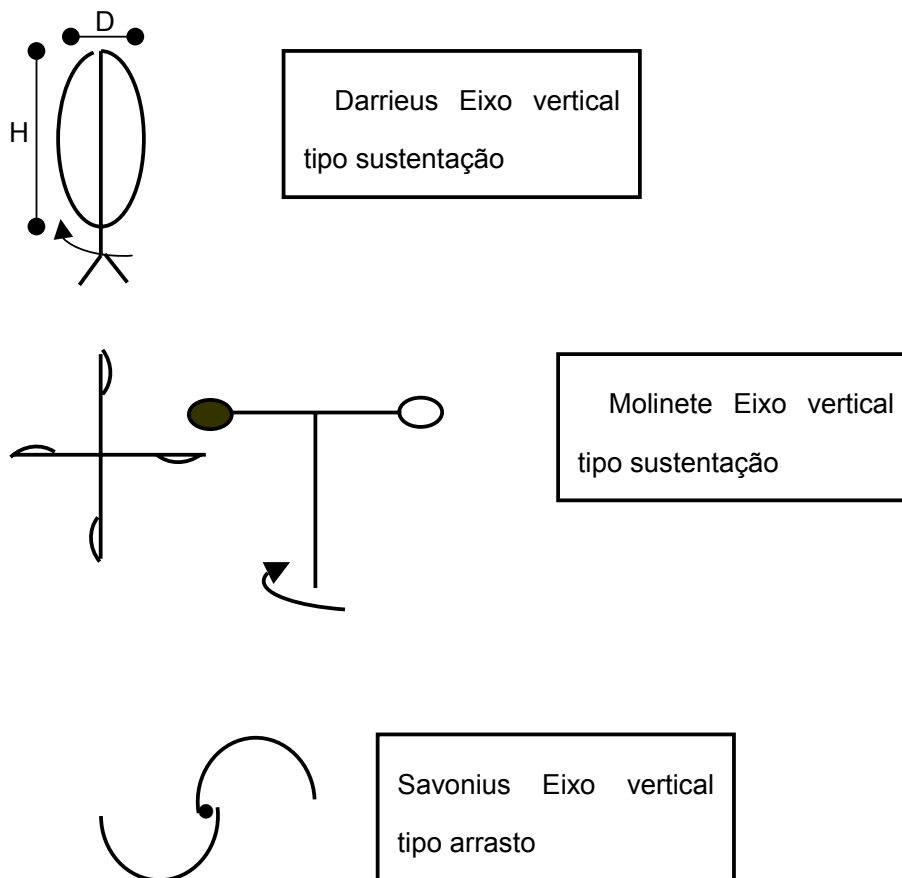 D
H
Darrieus Eixo vertical
tipo sustentação
Molinete Eixo vertical
tipo sustentação
Savonius Eixo vertical
tipo arrasto